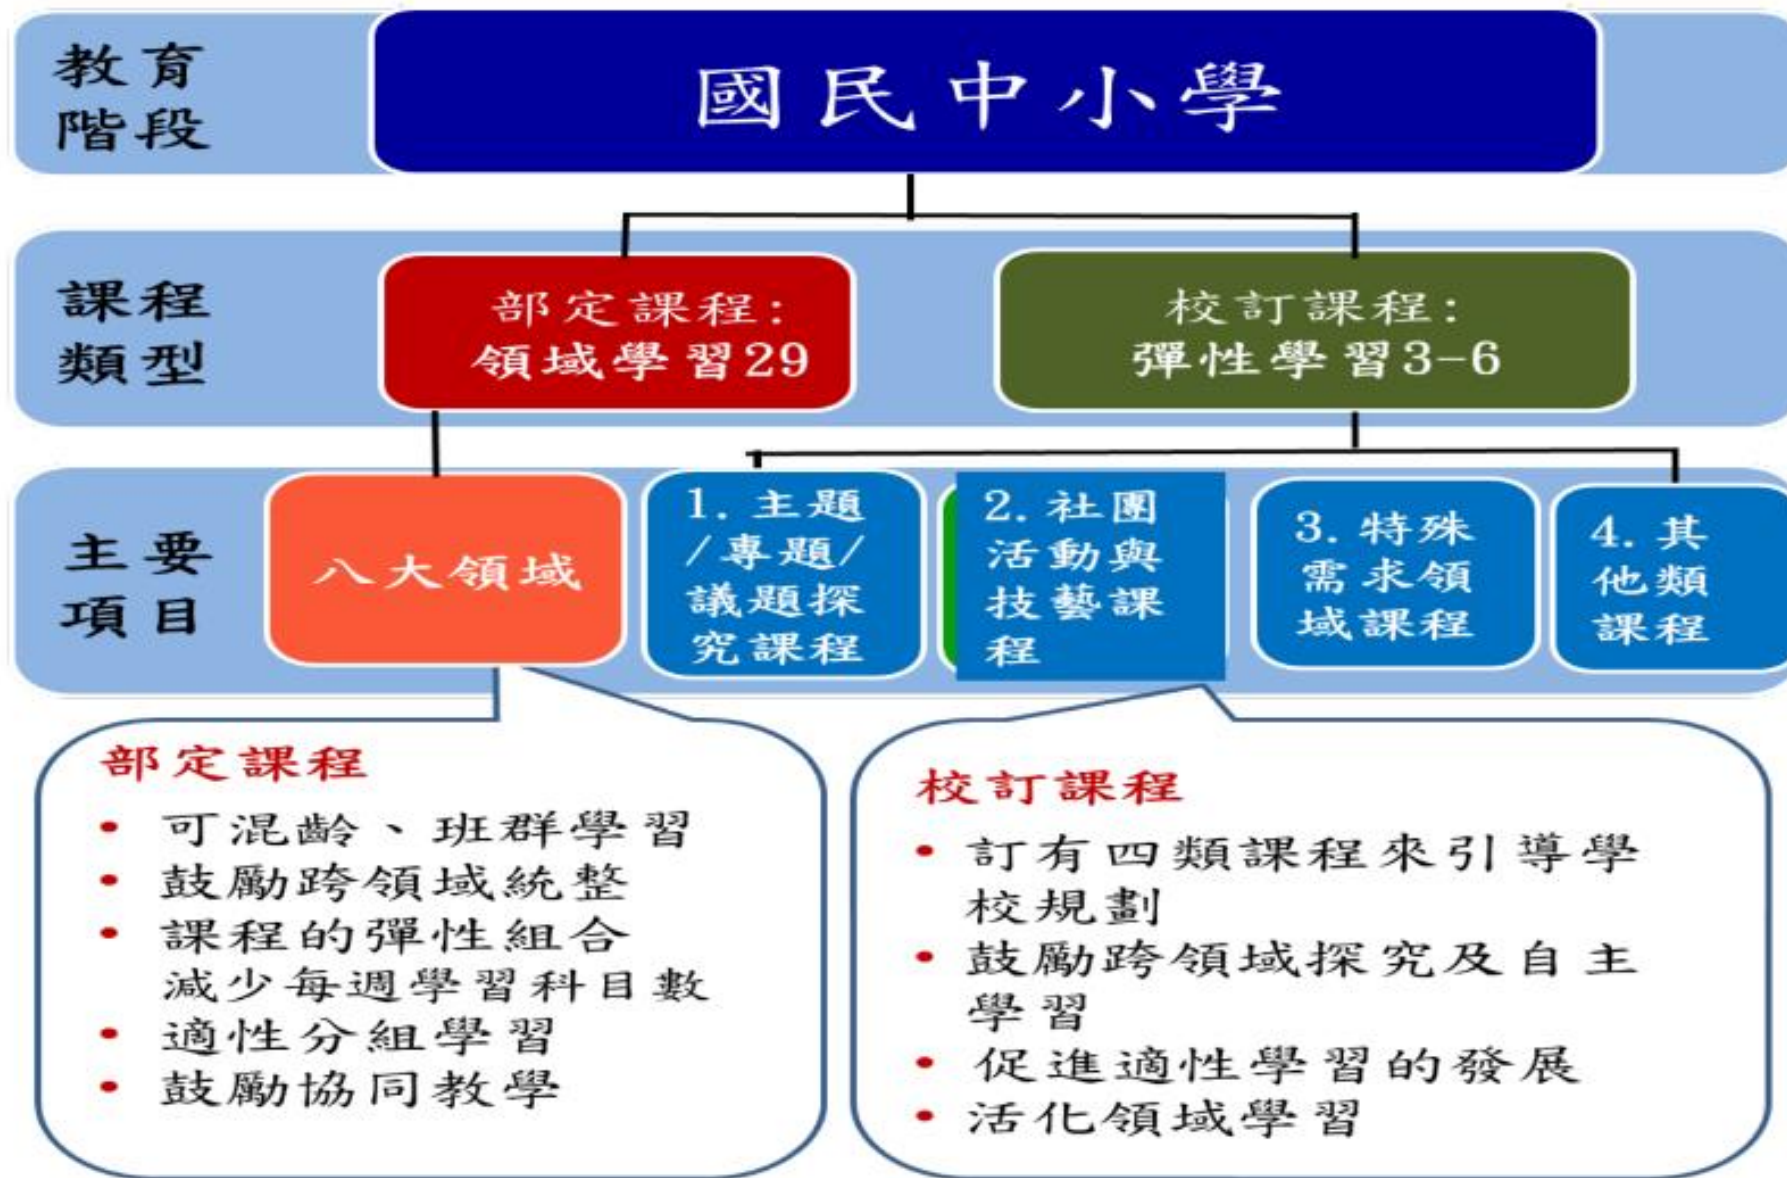 教育
階段
國民中小學
課程
類型
部定課程:
領域學習29
校訂課程:
彈性學習3-6
主要
項目
八大領域
1. 主題
/專題/
議題探
究課程
2. 社團
活動與
技藝課
程
3. 特殊
需求領
域課程
4. 其
他類
課程
部定課程
• 可混齡、班群學習
• 鼓勵跨領域統整
• 課程的彈性組合
減少每週學習科目數
• 適性分組學習
• 鼓勵協同教學
校訂課程
• 訂有四類課程來引導學
校規劃
• 鼓勵跨領域探究及自主
學習
• 促進適性學習的發展
• 活化領域學習